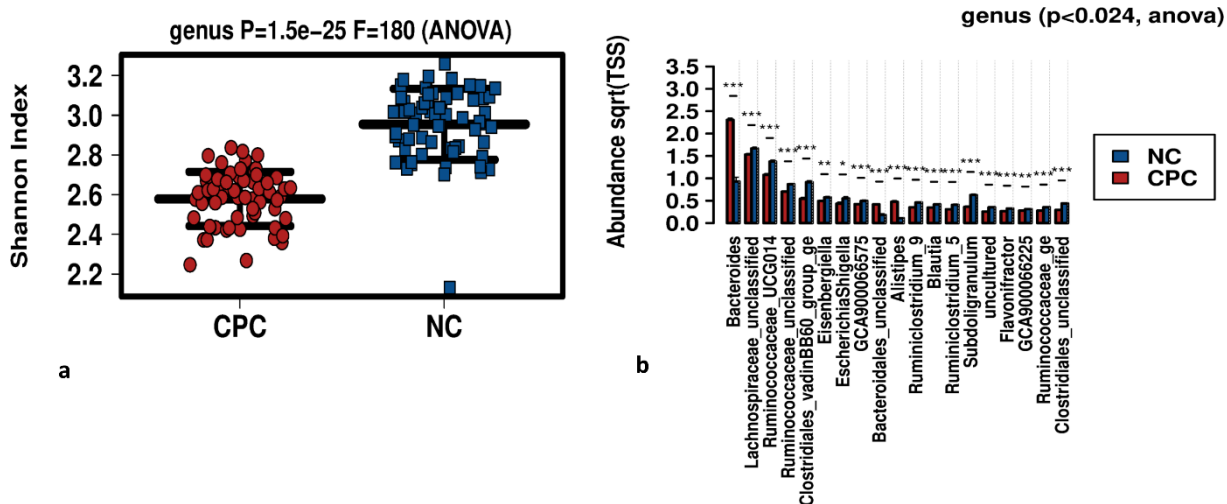 genus P=1.5e−25 F=180 (ANOVA)
Shannon Index
3.2
3.0
2.8
2.6
2.4
2.2
CPC
NC
a
genus (p<0.024, anova)
Abundance sqrt(TSS)
3.5
3.0
2.5
2.0
1.5
1.0
0.5
0.0
***
***
***
***
***
**
*
***
**
***
**
**
**
***
**
***
***
***
***
Bacteroides
Lachnospiraceae_unclassified
Ruminococcaceae_UCG014
Ruminococcaceae_unclassified
Clostridiales_vadinBB60_group_ge
Eisenbergiella
EscherichiaShigella
GCA900066575
Bacteroidales_unclassified
Alistipes
Ruminiclostridium_9
Blautia
Ruminiclostridium_5
Subdoligranulum
uncultured
Flavonifractor
GCA900066225
Ruminococcaceae_ge
Clostridiales_unclassified
NC
CPC
b